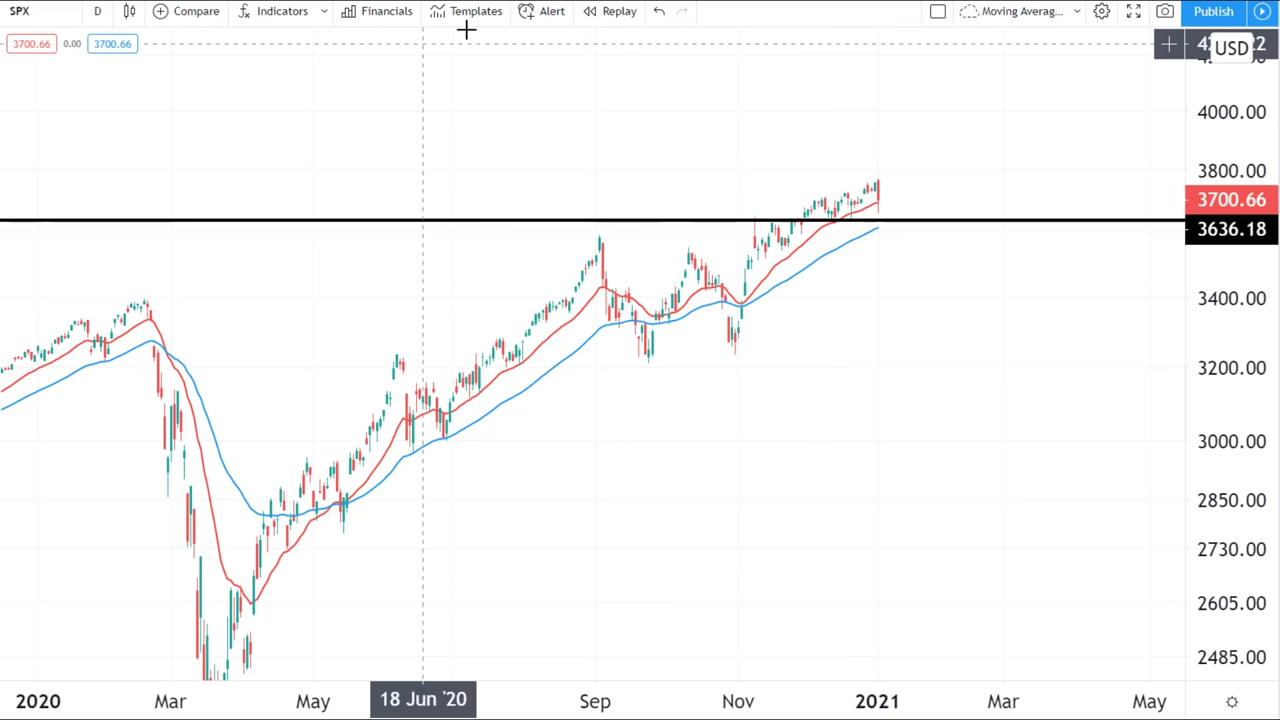 SPX D Compare Indicators Financials Templates Alert Replay Moving Averag... Publish
3700.66 0.00 3700.66
USD
4000.00
3800.00
3700.66
3636.18
3400.00
3200.00
3000.00
2850.00
2730.00
2605.00
2485.00
2020 Mar May 18 Jun '20 Sep Nov 2021 Mar May